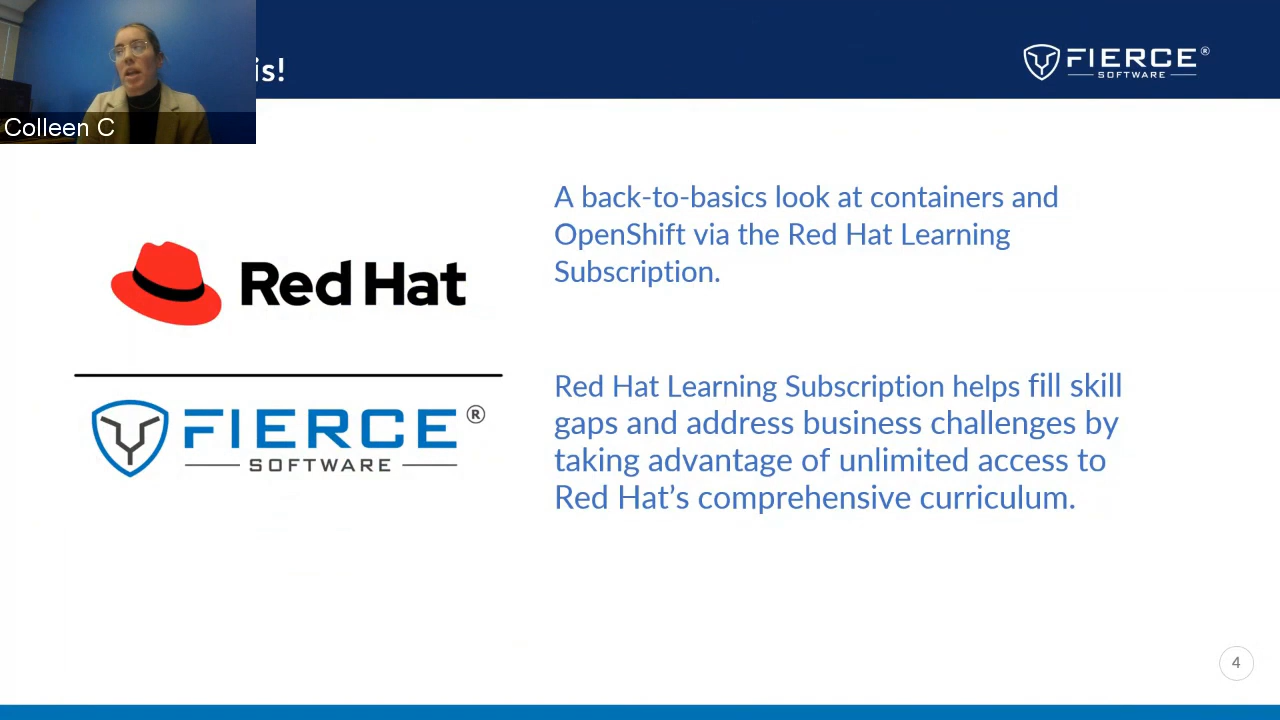 is!
FIERCE®
SOFTWARE
Colleen C
A back-to-basics look at containers and
OpenShift via the Red Hat Learning
Subscription.
Red Hat
Red Hat Learning Subscription helps fill skill
gaps and address business challenges by
taking advantage of unlimited access to
Red Hat’s comprehensive curriculum.
FIERCE®
SOFTWARE
4